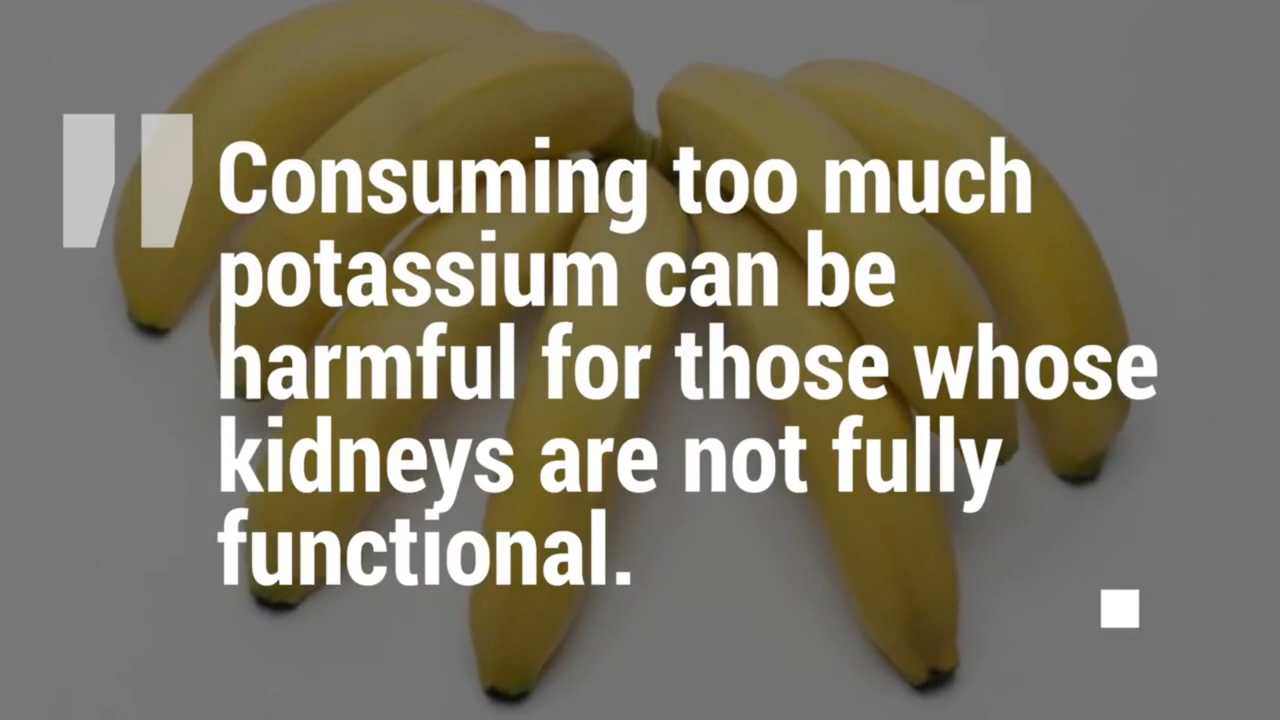 "
Consuming too much
potassium can be
harmful for those whose
kidneys are not fully
functional.